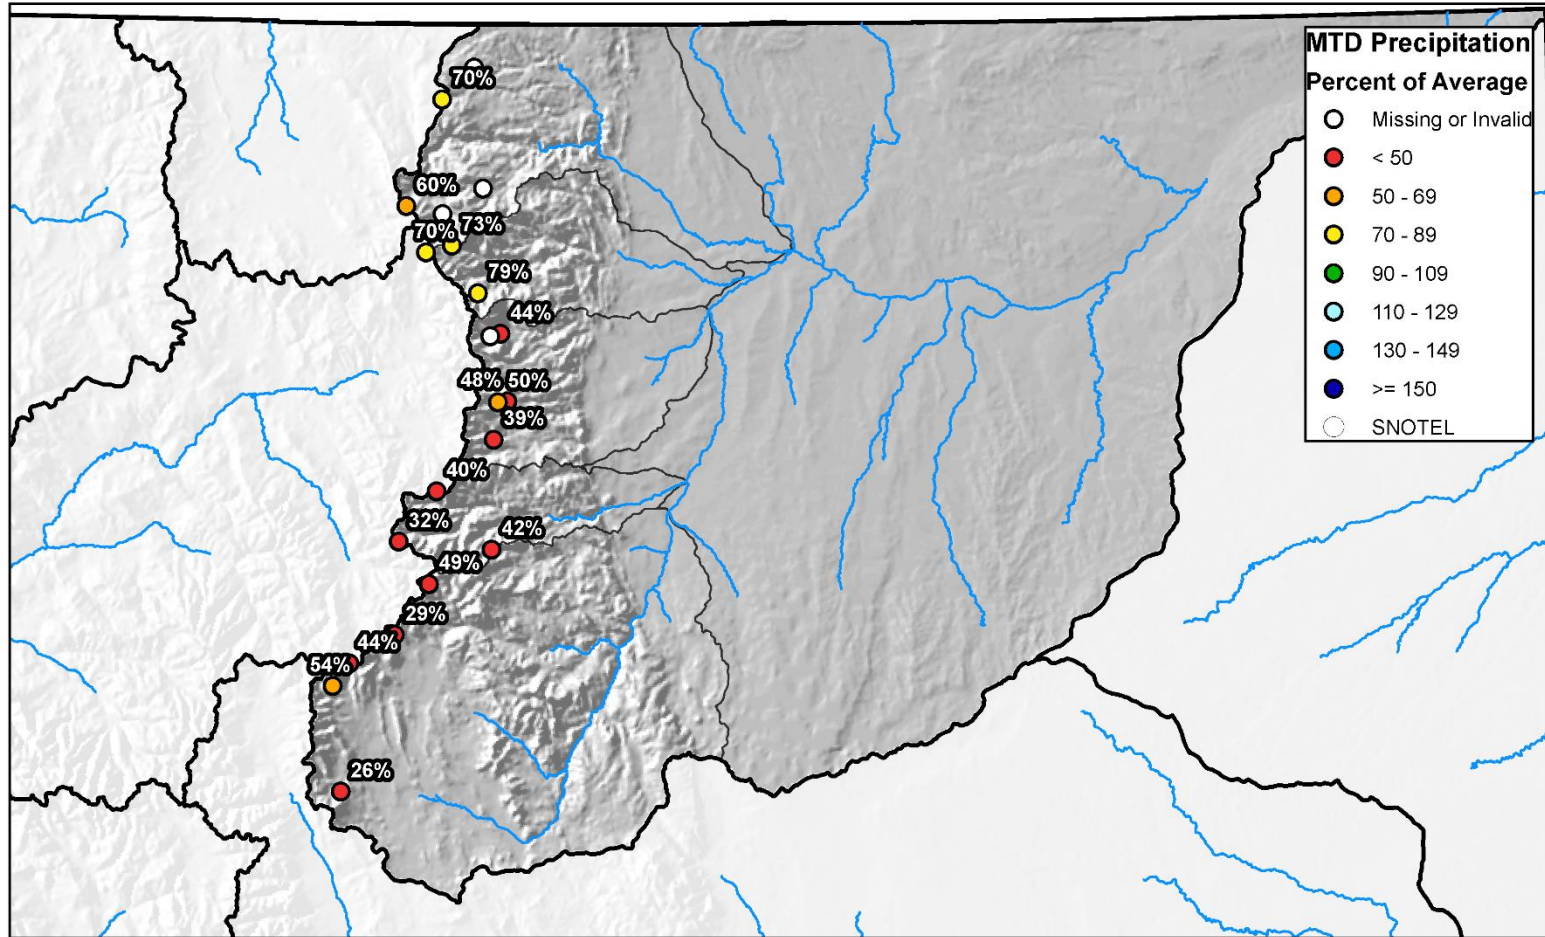 MTD Precipitation
Percent of Average
Missing or Invalid
< 50
50 - 69
70 - 89
90 - 109
110 - 129
130 - 149
>= 150
SNOTEL
70%
60%
70% 73%
79%
44%
48% 50%
39%
40%
32% 42%
49%
29%
44%
54%
26%